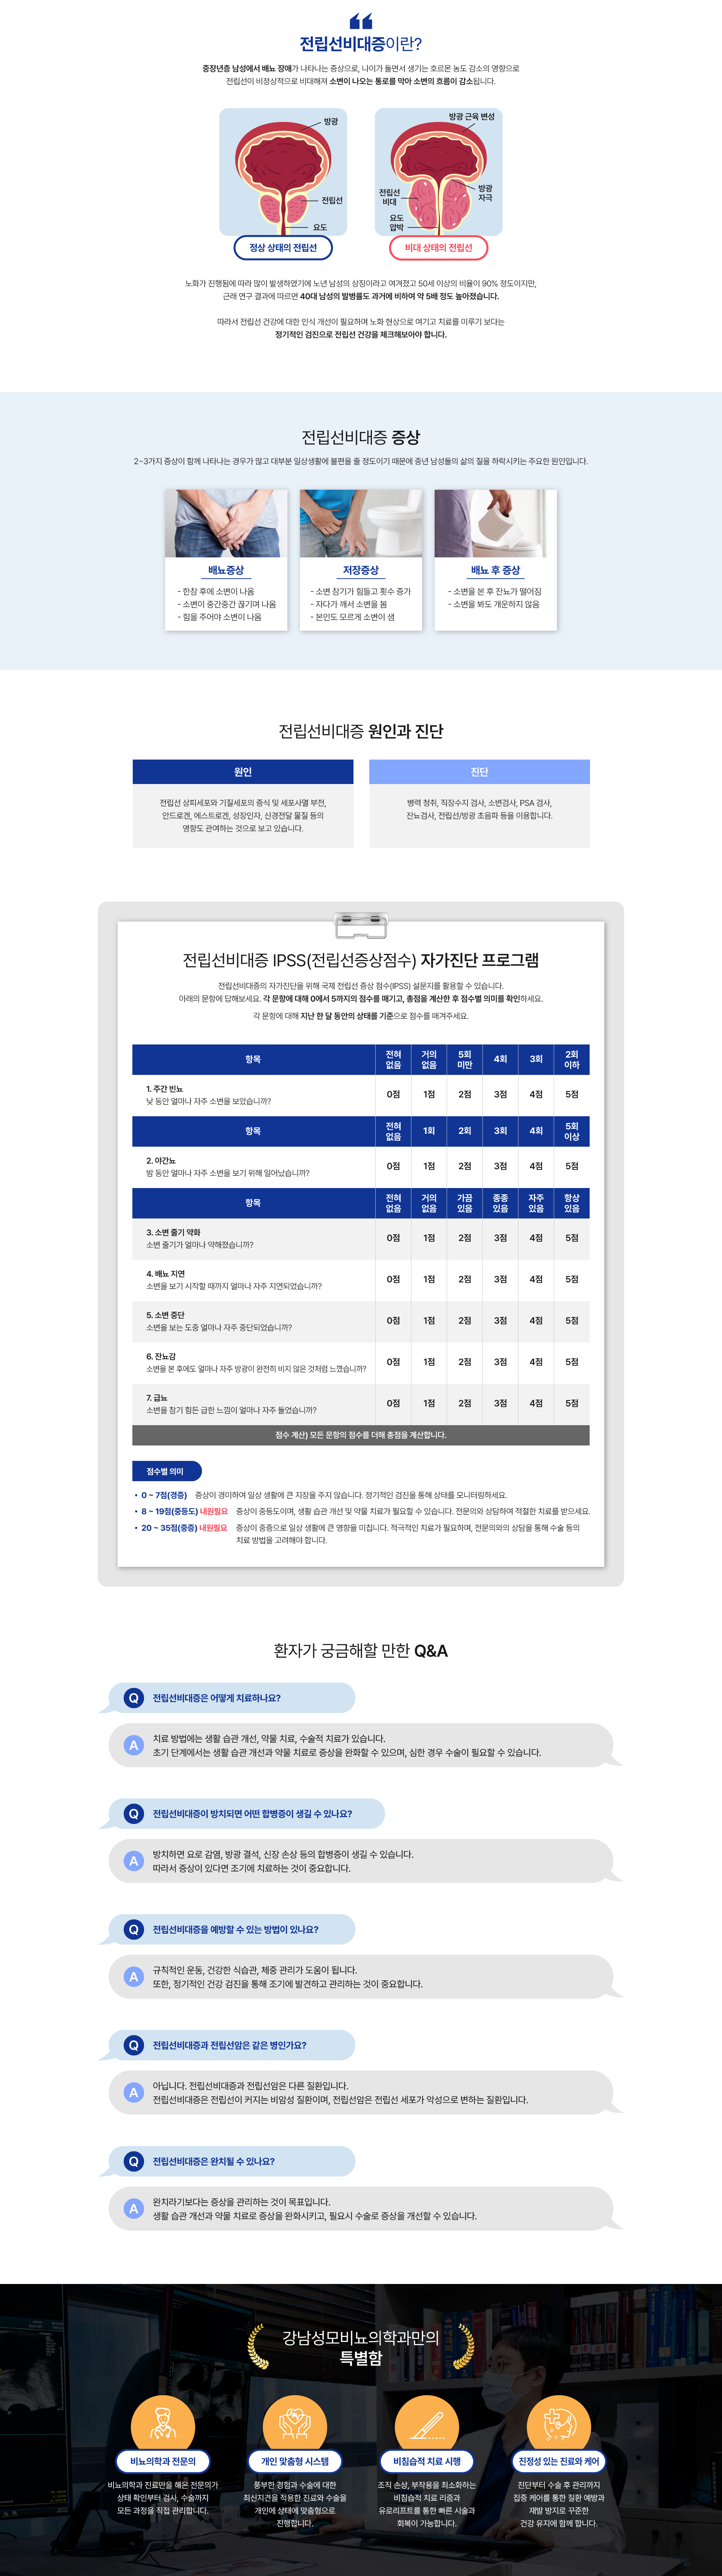 전립선비대증이란?
중장년층 남성에서 배뇨 장애가 나타나는 증상으로, 나이가 들면서 생기는 호르몬 농도 감소의 영향으로
전립선이 비정상적으로 비대해져 소변이 나오는 통로를 막아 소변의 흐름이 감소됩니다.
방광
전립선
요도
정상 상태의 전립선
방광 근육 변성
전립선
비대
방광
자극
요도
압박
비대 상태의 전립선
노화가 진행됨에 따라 많이 발생하였기에 노년 남성의 상징이라고 여겨졌고 50세 이상의 비율이 90% 정도이지만,
근래 연구 결과에 따르면 40대 남성의 발병률도 과거에 비하여 약 5배 정도 높아졌습니다.
따라서 전립선 건강에 대한 인식 개선이 필요하며 노화 현상으로 여기고 치료를 미루기 보다는
정기적인 검진으로 전립선 건강을 체크해보아야 합니다.
전립선비대증 증상
2~3가지 증상이 함께 나타나는 경우가 많고 대부분 일상생활에 불편을 줄 정도이기 때문에 중년 남성들의 삶의 질을 하락시키는 주요한 원인입니다.
배뇨증상
- 한참 후에 소변이 나옴
- 소변이 중간중간 끊기며 나옴
- 힘을 주어야 소변이 나옴
저장증상
- 소변 참기가 힘들고 횟수 증가
- 자다가 깨서 소변을 봄
- 본인도 모르게 소변이 샘
배뇨 후 증상
- 소변을 본 후 잔뇨가 떨어짐
- 소변을 봐도 개운하지 않음
전립선비대증 원인과 진단
원인
전립선 상피세포와 기질세포의 증식 및 세포사멸 부전,
안드로겐, 에스트로겐, 성장인자, 신경전달 물질 등의
영향도 관여하는 것으로 보고 있습니다.
진단
병력 청취, 직장수지 검사, 소변검사, PSA 검사,
잔뇨검사, 전립선/방광 초음파 등을 이용합니다.
전립선비대증 IPSS(전립선증상점수) 자가진단 프로그램
전립선비대증의 자가진단을 위해 국제 전립선 증상 점수(IPSS) 설문지를 활용할 수 있습니다.
아래의 문항에 답해보세요. 각 문항에 대해 0에서 5까지의 점수를 매기고, 총점을 계산한 후 점수별 의미를 확인하세요.
각 문항에 대해 지난 한 달 동안의 상태를 기준으로 점수를 매겨주세요.
항목 전혀 없음 거의 없음 5회 미만 4회 3회 2회 이하
1. 주간 빈뇨
낮 동안 얼마나 자주 소변을 보았습니까?
0점 1점 2점 3점 4점 5점
항목 전혀 없음 1회 2회 3회 4회 5회 이상
2. 야간뇨
밤 동안 얼마나 자주 소변을 보기 위해 일어났습니까?
0점 1점 2점 3점 4점 5점
항목 전혀 없음 거의 없음 가끔 있음 종종 있음 자주 있음 항상 있음
3. 소변 줄기 약화
소변 줄기가 얼마나 약해졌습니까?
0점 1점 2점 3점 4점 5점
4. 배뇨 지연
소변을 보기 시작할 때까지 얼마나 자주 지연되었습니까?
0점 1점 2점 3점 4점 5점
5. 소변 중단
소변을 보는 도중 얼마나 자주 중단되었습니까?
0점 1점 2점 3점 4점 5점
6. 잔뇨감
소변을 본 후에도 얼마나 자주 방광이 완전히 비지 않은 것처럼 느꼈습니까?
0점 1점 2점 3점 4점 5점
7. 급뇨
소변을 참기 힘든 급한 느낌이 얼마나 자주 들었습니까?
0점 1점 2점 3점 4점 5점
점수 계산) 모든 문항의 점수를 더해 총점을 계산합니다.
점수별 의미
• 0 ~ 7점(경증) 증상이 경미하여 일상 생활에 큰 지장을 주지 않습니다. 정기적인 검진을 통해 상태를 모니터링하세요.
• 8 ~ 19점(중등도) 내원필요 증상이 중등도이며, 생활 습관 개선 및 약물 치료가 필요할 수 있습니다. 전문의와 상담하여 적절한 치료를 받으세요.
• 20 ~ 35점(중증) 내원필요 증상이 중증으로 일상 생활에 큰 영향을 미칩니다. 적극적인 치료가 필요하며, 전문의와의 상담을 통해 수술 등의
치료 방법을 고려해야 합니다.
환자가 궁금해할 만한 Q&A
Q 전립선비대증은 어떻게 치료하나요?
A 치료 방법에는 생활 습관 개선, 약물 치료, 수술적 치료가 있습니다.
초기 단계에서는 생활 습관 개선과 약물 치료로 증상을 완화할 수 있으며, 심한 경우 수술이 필요할 수 있습니다.
Q 전립선비대증이 방치되면 어떤 합병증이 생길 수 있나요?
A 방치하면 요로 감염, 방광 결석, 신장 손상 등의 합병증이 생길 수 있습니다.
따라서 증상이 있다면 조기에 치료하는 것이 중요합니다.
Q 전립선비대증을 예방할 수 있는 방법이 있나요?
A 규칙적인 운동, 건강한 식습관, 체중 관리가 도움이 됩니다.
또한, 정기적인 건강 검진을 통해 조기에 발견하고 관리하는 것이 중요합니다.
Q 전립선비대증과 전립선암은 같은 병인가요?
A 아닙니다. 전립선비대증과 전립선암은 다른 질환입니다.
전립선비대증은 전립선이 커지는 비암성 질환이며, 전립선암은 전립선 세포가 악성으로 변하는 질환입니다.
Q 전립선비대증은 완치될 수 있나요?
A 완치라기보다는 증상을 관리하는 것이 목표입니다.
생활 습관 개선과 약물 치료로 증상을 완화시키고, 필요시 수술로 증상을 개선할 수 있습니다.
강남성모비뇨의학과만의
특별함
비뇨의학과 전문의
비뇨의학과 진료만을 해온 전문의가
상태 확인부터 검사, 수술까지
모든 과정을 직접 관리합니다.
개인 맞춤형 시스템
풍부한 경험과 수술에 대한
최신지견을 적용한 진료와 수술을
개인에 상태에 맞춤형으로
진행합니다.
비침습적 치료 시행
조직 손상, 부작용을 최소화하는
비침습적 치료 리줌과
유로리프트를 통한 빠른 시술과
회복이 가능합니다.
진정성 있는 진료와 케어
진단부터 수술 후 관리까지
집중 케어를 통한 질환 예방과
재발 방지로 꾸준한
건강 유지에 함께 합니다.